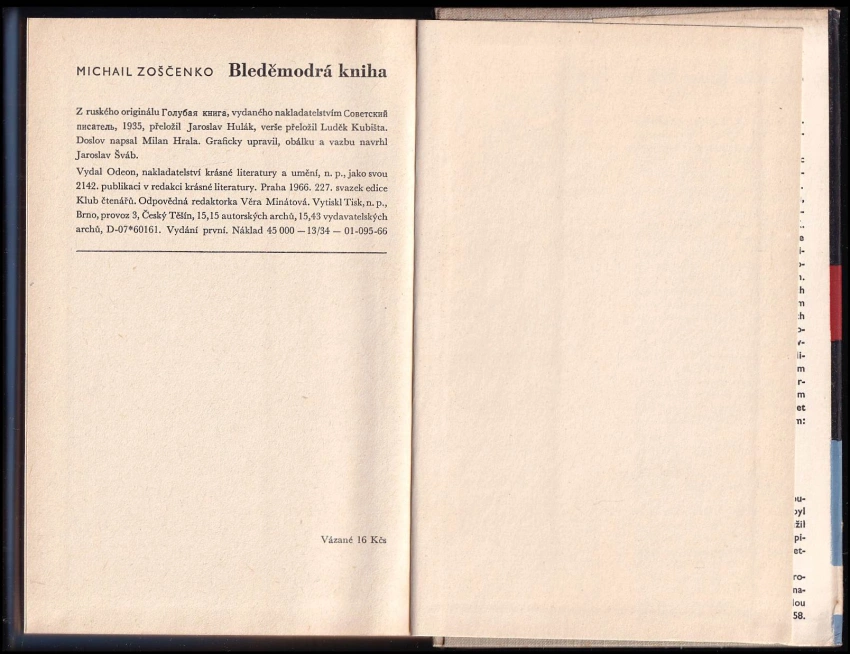 MICHAIL ZOŠČENKO Bleděmodrá kniha
Z ruského originálu Голубая книга, vydaného nakladatelstvím Советский
писатель, 1935, přeložil Jaroslav Hulák, verše přeložil Luděk Kubišta.
Doslov napsal Milan Hrala. Graficky upravil, obálku a vazbu navrhl
Jaroslav Šváb.
Vydal Odeon, nakladatelství krásné literatury a umění, n. p., jako svou
2142. publikaci v redakci krásné literatury. Praha 1966. 227. svazek edice
Klub čtenářů. Odpovědná redaktorka Věra Minátová. Vytiskl Tisk, n. p.,
Brno, provoz 3, Český Těšín, 15,15 autorských archů, 15,43 vydavatelských
archů, D-07*60161. Vydání první. Náklad 45 000 — 13/34 — 01-095-66
Vázané 16 Kčs